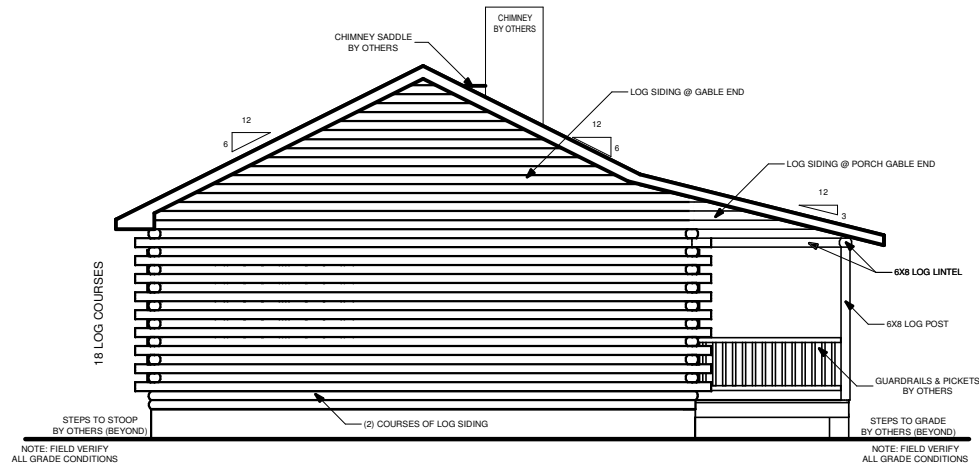 CHIMNEY
BY OTHERS
CHIMNEY SADDLE
BY OTHERS
LOG SIDING @ GABLE END
12
6
12
6
LOG SIDING @ PORCH GABLE END
12
3
6X8 LOG LINTEL
18 LOG COURSES
6X8 LOG POST
GUARDRAILS & PICKETS
BY OTHERS
STEPS TO STOOP
BY OTHERS (BEYOND)
(2) COURSES OF LOG SIDING
STEPS TO GRADE
BY OTHERS (BEYOND)
NOTE: FIELD VERIFY
ALL GRADE CONDITIONS
NOTE: FIELD VERIFY
ALL GRADE CONDITIONS